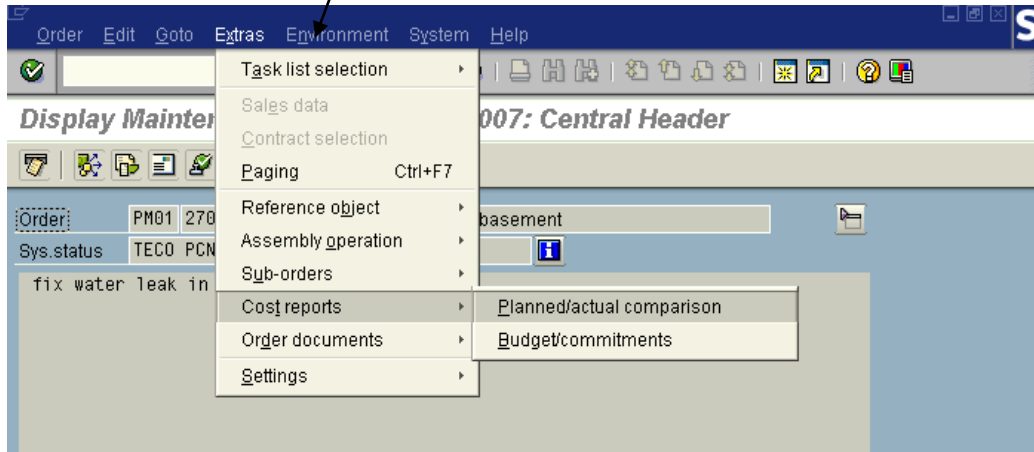 Order Edit Goto Extras Environment System Help
S
Task list selection
Display Mainten 007: Central Header
Sales data
Contract selection
Paging Ctrl+F7
Order PM01 270 basement
Reference object
Sys.status TECO PCN
Assembly operation
fix water leak in
Sub-orders
Cost reports Planned/actual comparison
Order documents Budget/commitments
Settings